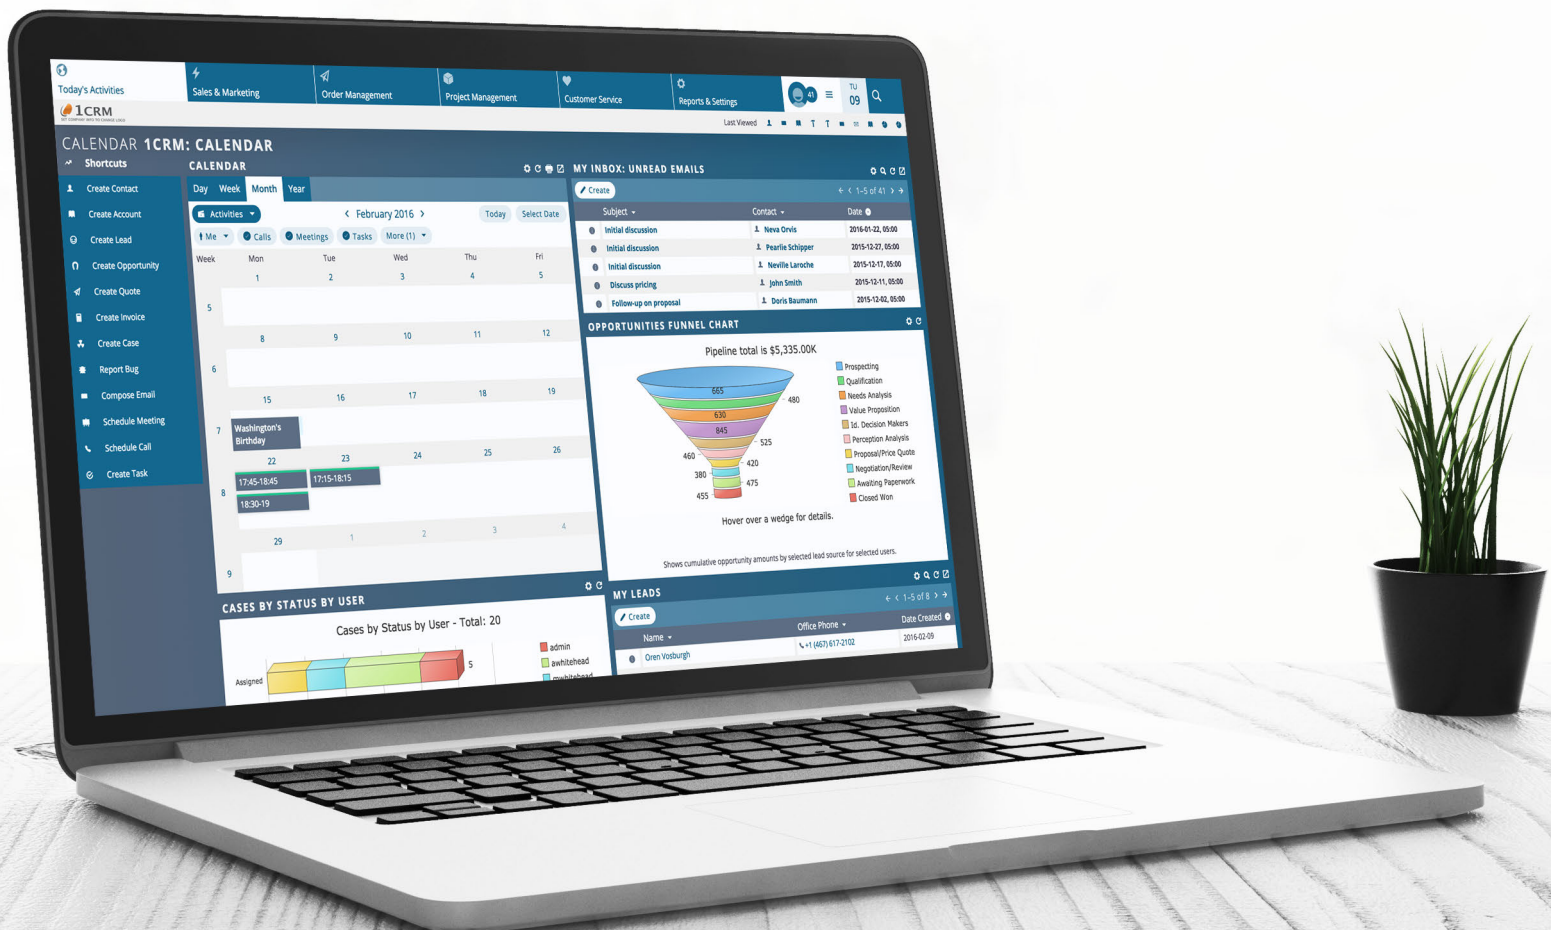 Today's Activities
Sales & Marketing
Order Management
Project Management
Customer Service
Reports & Settings
41
TU
09
1CRM
Last Viewed
CALENDAR 1CRM: CALENDAR
Shortcuts
Create Contact
Create Account
Create Lead
Create Opportunity
Create Quote
Create Invoice
Create Case
Report Bug
Compose Email
Schedule Meeting
Schedule Call
Create Task
CALENDAR
Day Week Month Year
Activities
February 2016
Today
Select Date
Me
Calls
Meetings
Tasks
More (1)
Week Mon Tue Wed Thu Fri
1 2 3 4 5
5
8 9 10 11 12
6
15 16 17 18 19
7
Washington's
Birthday
22 23 24 25 26
8
17:45-18:45
17:15-18:15
18:30-19
29 1 2 3 4
9
MY INBOX: UNREAD EMAILS
Create
1-5 of 41
Subject Contact Date
Initial discussion Neva Orvis 2016-01-22, 05:00
Initial discussion Pearlie Schipper 2015-12-27, 05:00
Initial discussion Neville Laroche 2015-12-17, 05:00
Discuss pricing John Smith 2015-12-11, 05:00
Follow-up on proposal Doris Baumann 2015-12-02, 05:00
OPPORTUNITIES FUNNEL CHART
Pipeline total is $5,335.00K
665
480
630
845
525
460
420
380
475
455
Prospecting
Qualification
Needs Analysis
Value Proposition
Id. Decision Makers
Perception Analysis
Proposal/Price Quote
Negotiation/Review
Awaiting Paperwork
Closed Won
Hover over a wedge for details.
Shows cumulative opportunity amounts by selected lead source for selected users.
CASES BY STATUS BY USER
Cases by Status by User - Total: 20
Assigned
5
admin
awhitehead
mwhitehead
MY LEADS
Create
1-5 of 8
Name Office Phone Date Created
Oren Vosburgh +1 (467) 617-2102 2016-02-09